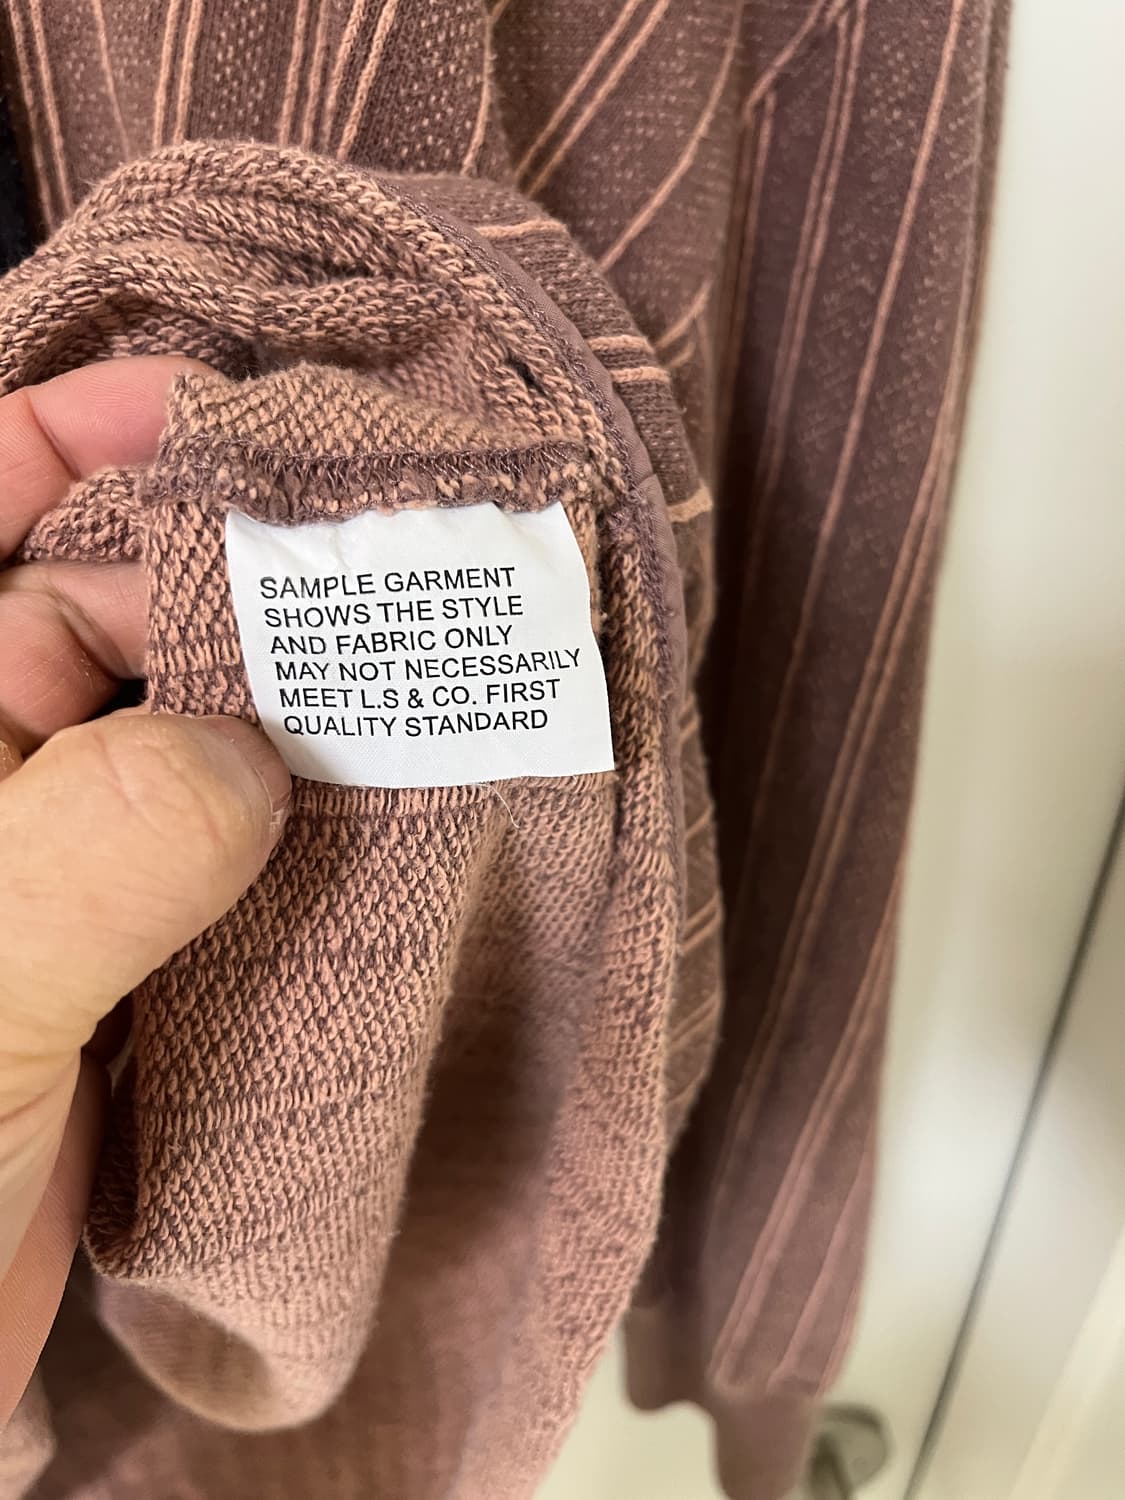 SAMPLE GARMENT
SHOWS THE STYLE
AND FABRIC ONLY
MAY NOT NECESSARILY
MEET L.S & CO. FIRST
QUALITY STANDARD